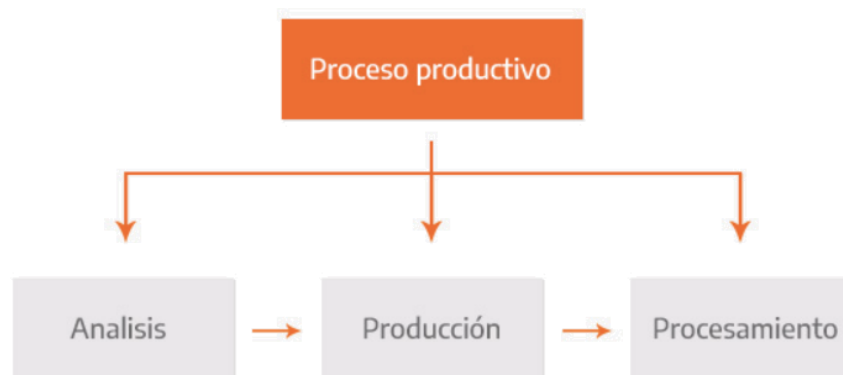 Proceso productivo
Analisis
Producción
Procesamiento